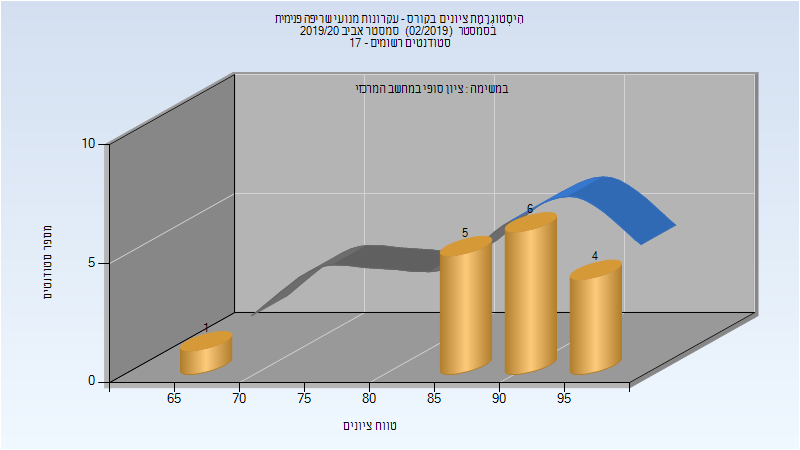 היסטוגרמת ציונים בקורס - עקרונות מנועי שריפה פנימית
בסמסטר (02/2019) סמסטר אביב 2019/20
סטודנטים רשומים - 17
במשימה : ציון סופי במחשב המרכזי
מספר סטודנטים
10
5
0
1
5
6
4
65 70 75 80 85 90 95
טווח ציונים